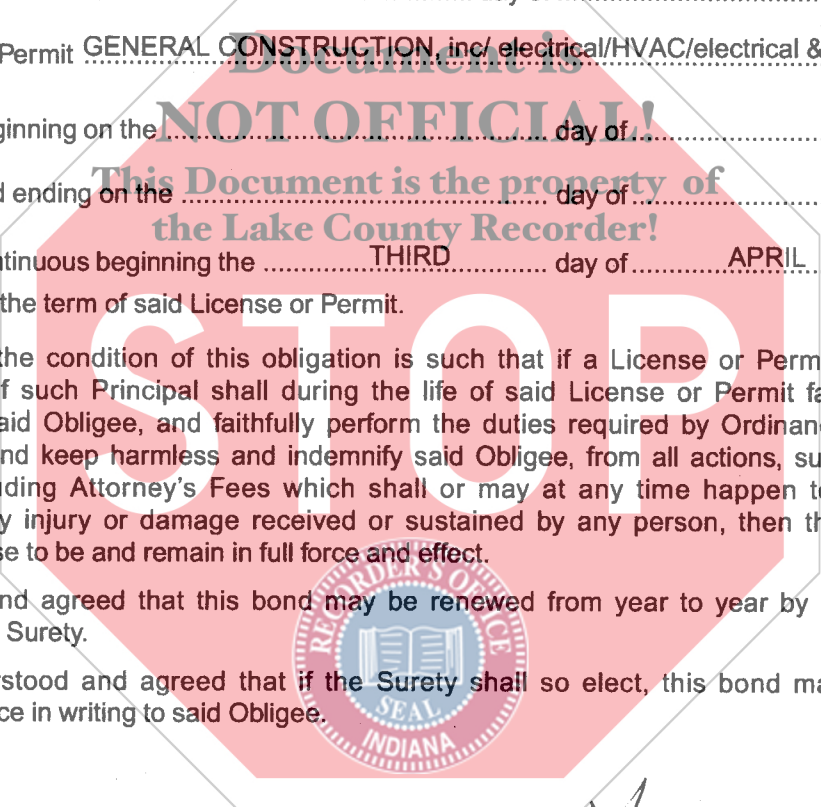 Permit GENERAL CONSTRUCTION, inc/ electrical/HVAC/electrical &
Document is
ginning on the ........ day of ........
NOT OFFICIAL!
d ending on the ........ day of ........
This Document is the property of
the Lake County Recorder!
tinuous beginning the ........ THIRD ........ day of ........ APRIL
the term of said License or Permit.
STOP
the condition of this obligation is such that if a License or Perm
f such Principal shall during the life of said License or Permit fa
aid Obligee, and faithfully perform the duties required by Ordinan
nd keep harmless and indemnify said Obligee, from all actions, su
ding Attorney's Fees which shall or may at any time happen t
y injury or damage received or sustained by any person, then th
se to be and remain in full force and effect.
RECORDER'S OFFICE
nd agreed that this bond may be renewed from year to year by
Surety.
rstood and agreed that if the Surety shall so elect, this bond ma
ce in writing to said Obligee.
SEAL
INDIANA